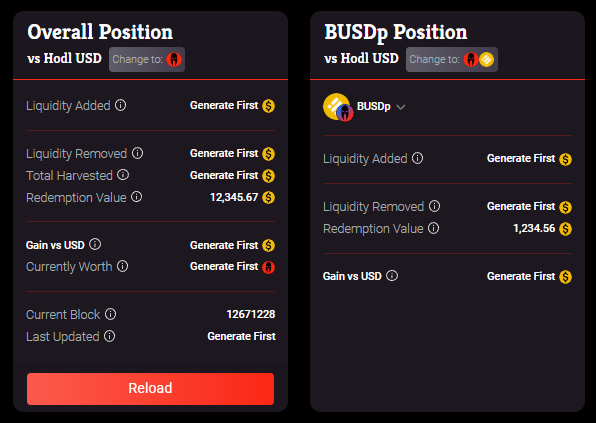 Overall Position
vs Hodl USD Change to:
Liquidity Added Generate First
Liquidity Removed Generate First
Total Harvested Generate First
Redemption Value 12,345.67
Gain vs USD Generate First
Currently Worth Generate First
Current Block 12671228
Last Updated Generate First
Reload
BUSDp Position
vs Hodl USD Change to:
BUSDp
Liquidity Added Generate First
Liquidity Removed Generate First
Redemption Value 1,234.56
Gain vs USD Generate First